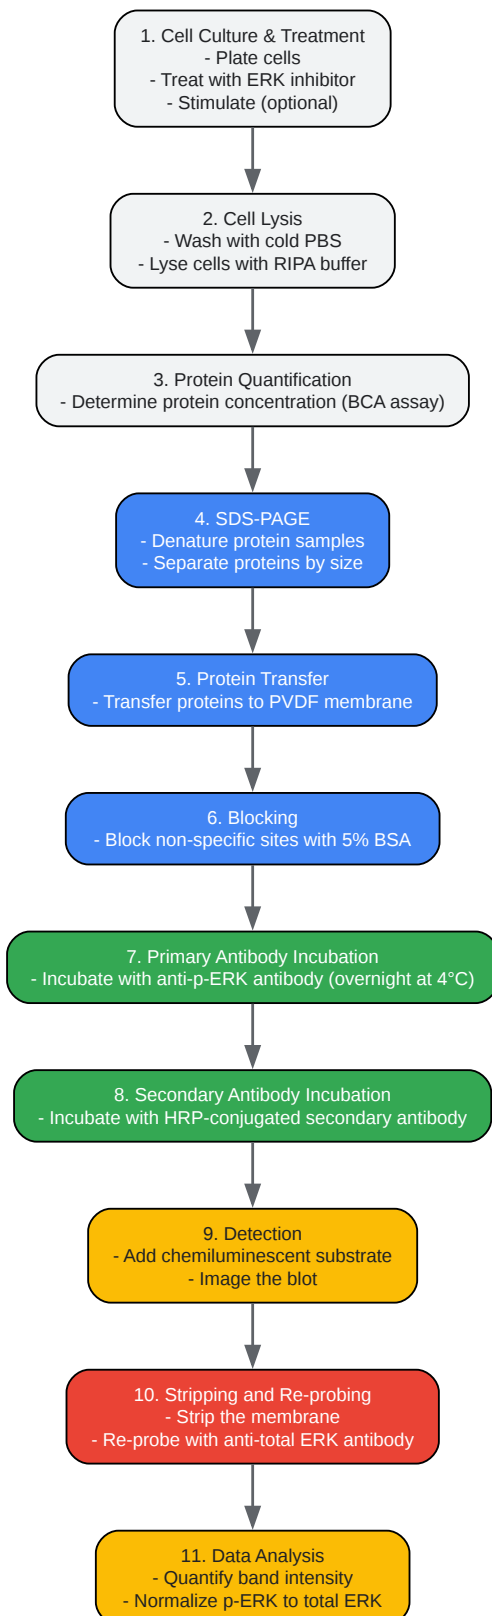 1. Cell Culture & Treatment
- Plate cells
- Treat with ERK inhibitor
- Stimulate (optional)
2. Cell Lysis
- Wash with cold PBS
- Lyse cells with RIPA buffer
3. Protein Quantification
- Determine protein concentration (BCA assay)
4. SDS-PAGE
- Denature protein samples
- Separate proteins by size
5. Protein Transfer
- Transfer proteins to PVDF membrane
6. Blocking
- Block non-specific sites with 5% BSA
7. Primary Antibody Incubation
- Incubate with anti-p-ERK antibody (overnight at 4°C)
8. Secondary Antibody Incubation
- Incubate with HRP-conjugated secondary antibody
9. Detection
- Add chemiluminescent substrate
- Image the blot
10. Stripping and Re-probing
- Strip the membrane
- Re-probe with anti-total ERK antibody
11. Data Analysis
- Quantify band intensity
- Normalize p-ERK to total ERK